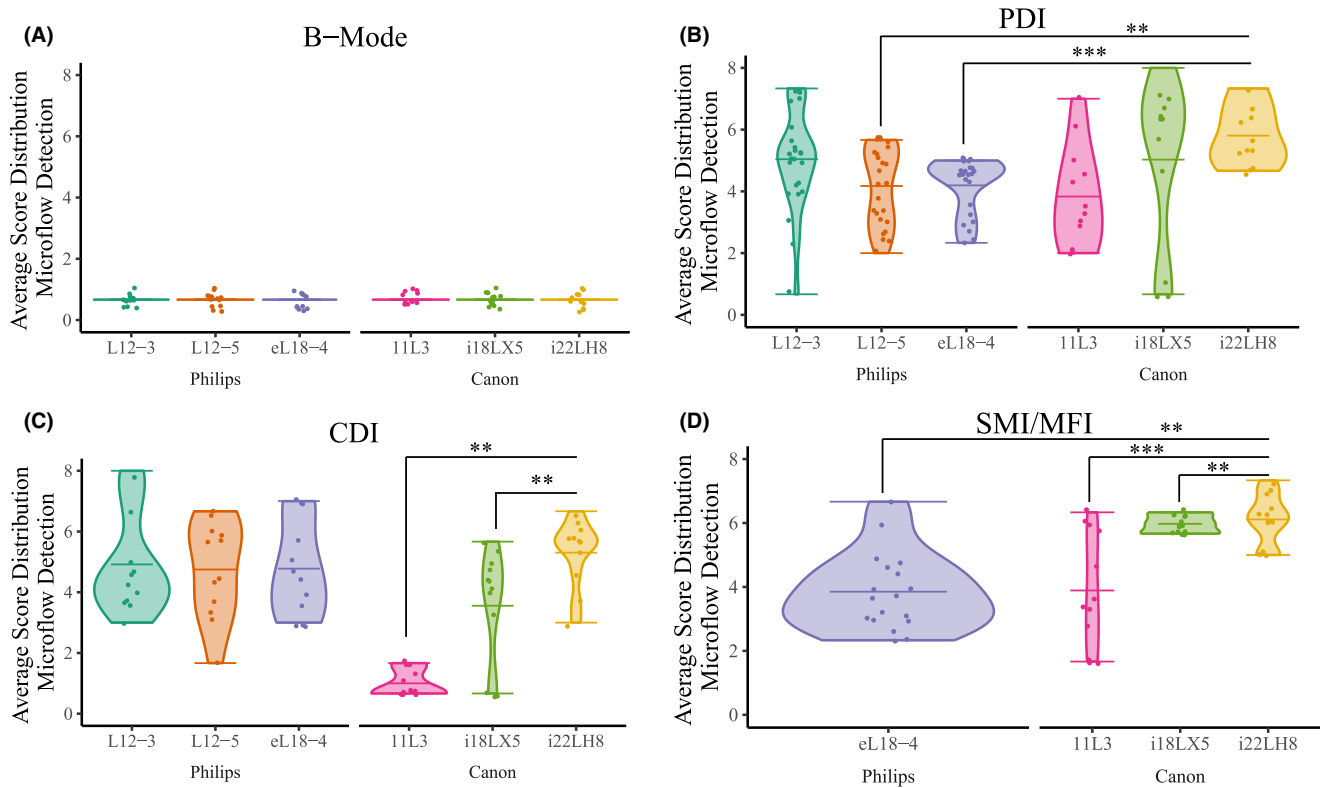 (A)
B−Mode
Average Score Distribution
Microflow Detection
8
6
4
2
0
L12−3 L12−5 eL18−4 11L3 i18LX5 i22LH8
Philips Canon
(B)
PDI
**
***
Average Score Distribution
Microflow Detection
8
6
4
2
0
L12−3 L12−5 eL18−4 11L3 i18LX5 i22LH8
Philips Canon
(C)
CDI
**
**
Average Score Distribution
Microflow Detection
8
6
4
2
0
L12−3 L12−5 eL18−4 11L3 i18LX5 i22LH8
Philips Canon
(D)
SMI/MFI
**
***
**
Average Score Distribution
Microflow Detection
8
6
4
2
0
eL18−4 11L3 i18LX5 i22LH8
Philips Canon